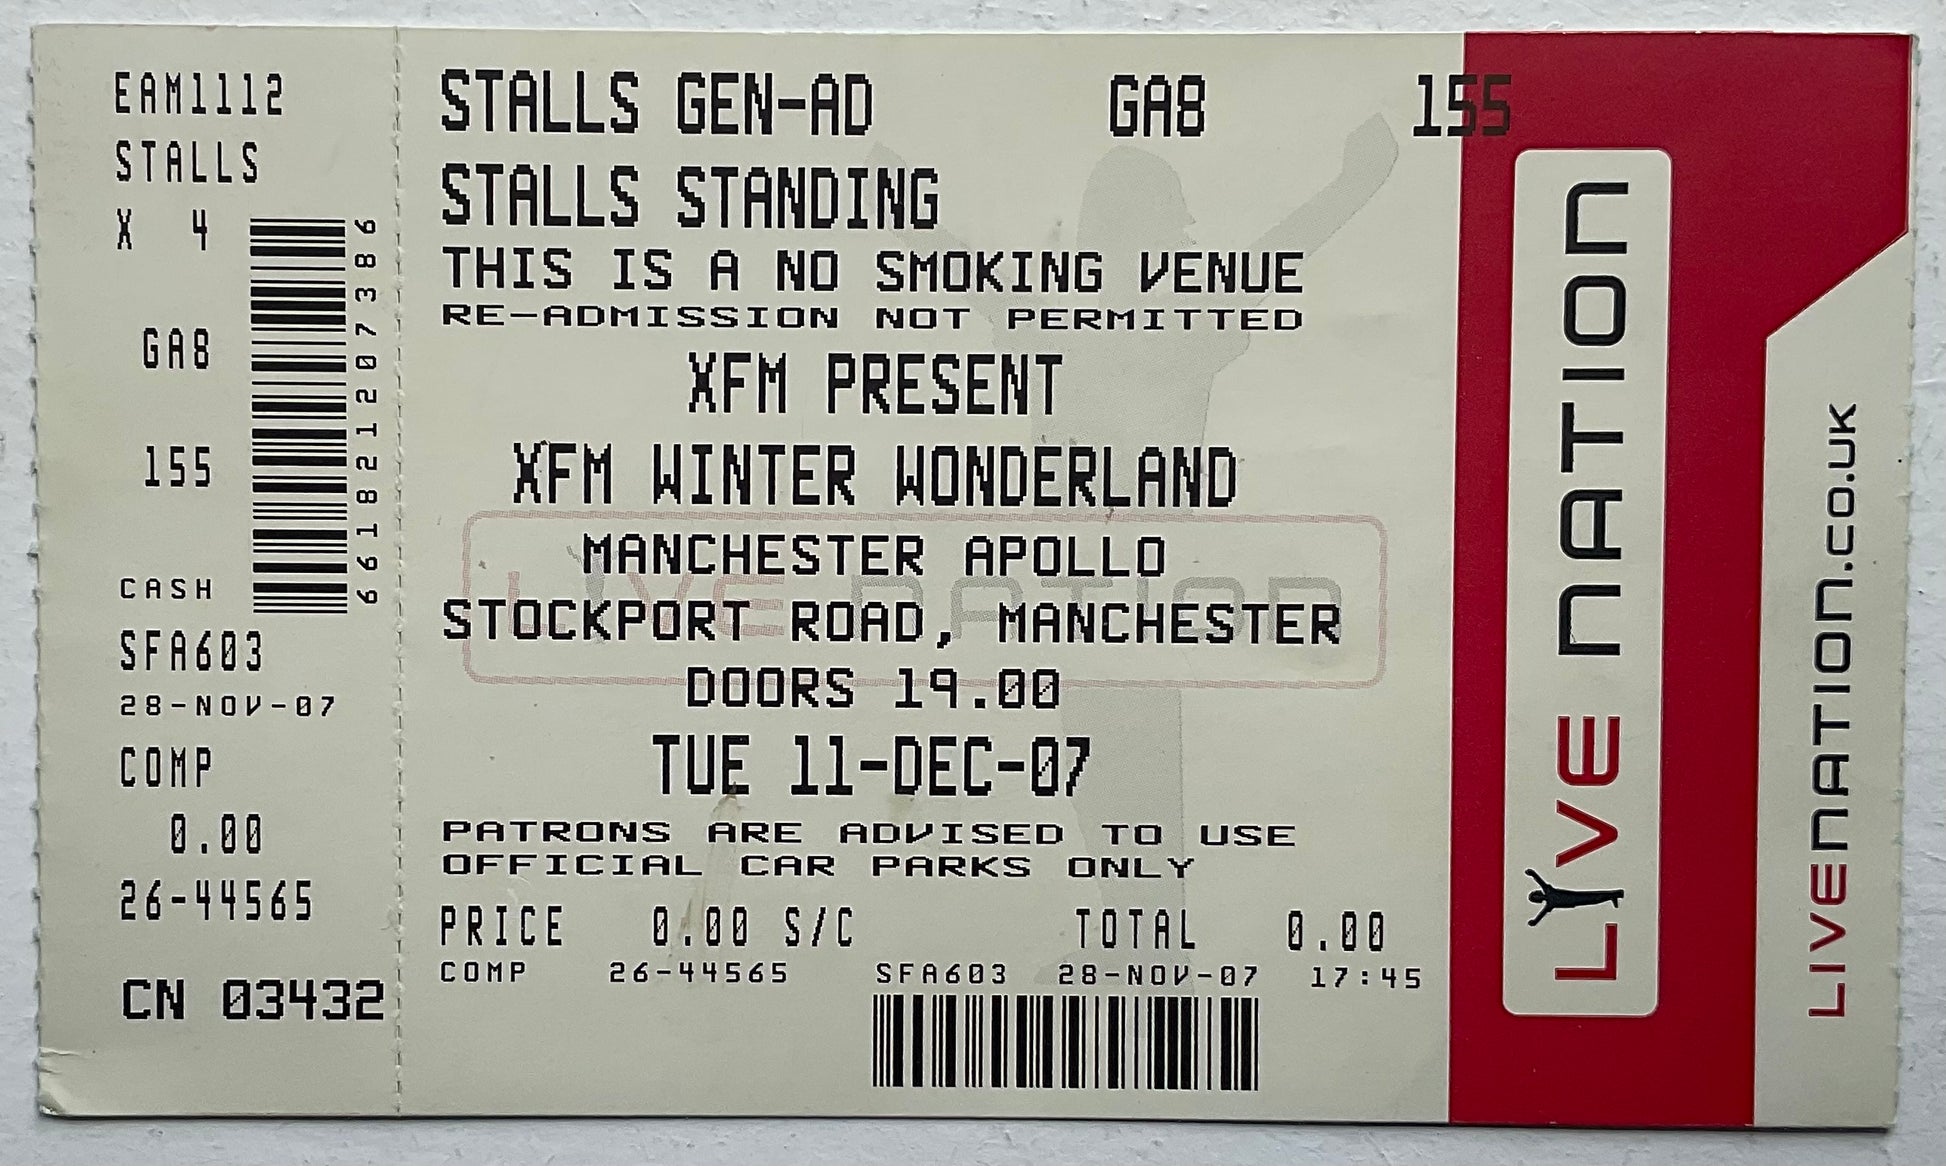 EAM1112
STALLS
X 4
GA8
155
CASH
SFA603
28-NOV-07
COMP
0.00
26-44565
CN 03432
661821207386
STALLS GEN-AD GA8 155
STALLS STANDING
THIS IS A NO SMOKING VENUE
RE-ADMISSION NOT PERMITTED
XFM PRESENT
XFM WINTER WONDERLAND
MANCHESTER APOLLO
STOCKPORT ROAD, MANCHESTER
DOORS 19.00
TUE 11-DEC-07
PATRONS ARE ADVISED TO USE
OFFICIAL CAR PARKS ONLY
PRICE 0.00 S/C TOTAL 0.00
COMP 26-44565 SFA603 28-NOV-07 17:45
LIVE NATION
LIVE NATION
LIVENATION.CO.UK